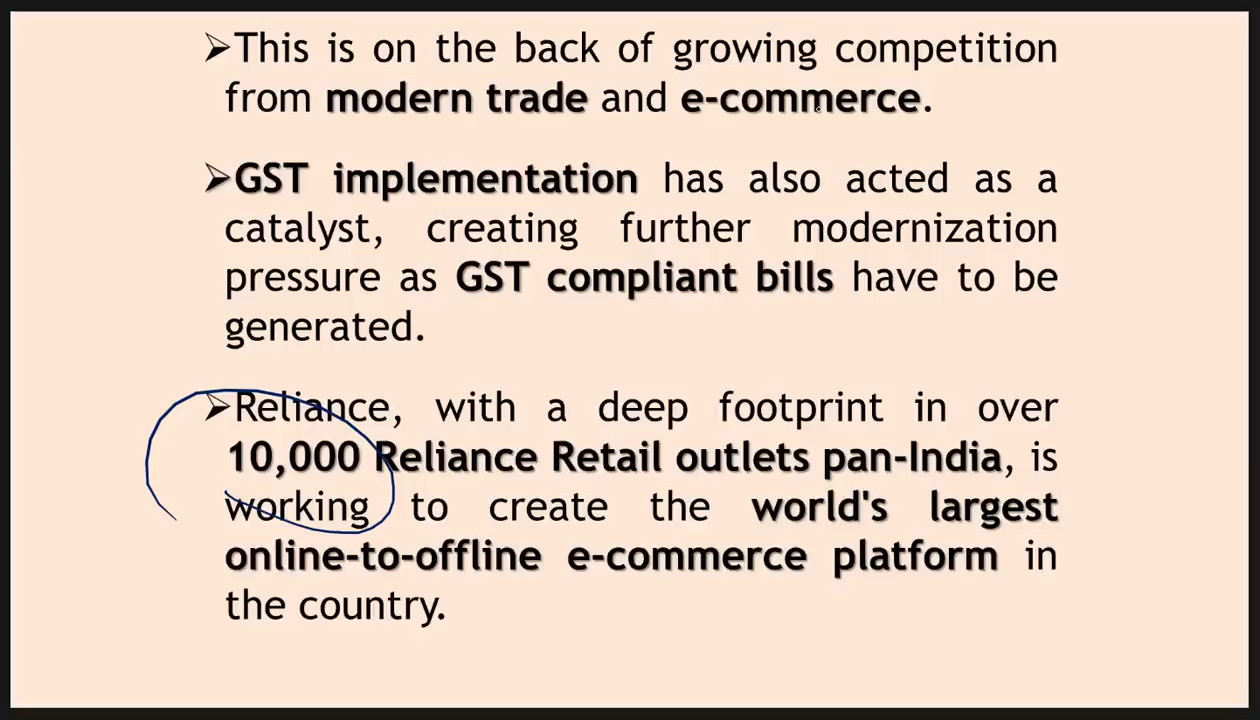 ➢This is on the back of growing competition
from modern trade and e-commerce.
➢GST implementation has also acted as a
catalyst, creating further modernization
pressure as GST compliant bills have to be
generated.
➢Reliance, with a deep footprint in over
10,000 Reliance Retail outlets pan-India, is
working to create the world's largest
online-to-offline e-commerce platform in
the country.